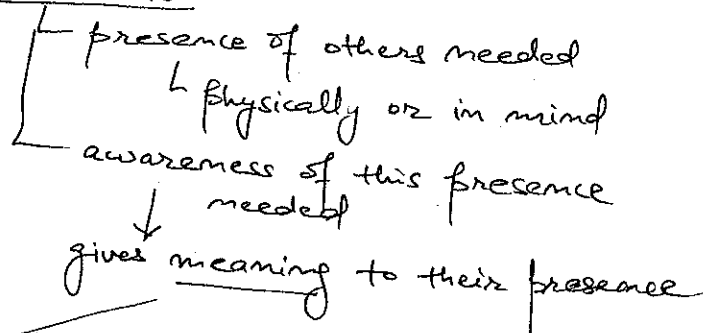 presence of others needed
physically or in mind
awareness of this presence
needed
gives meaning to their presence